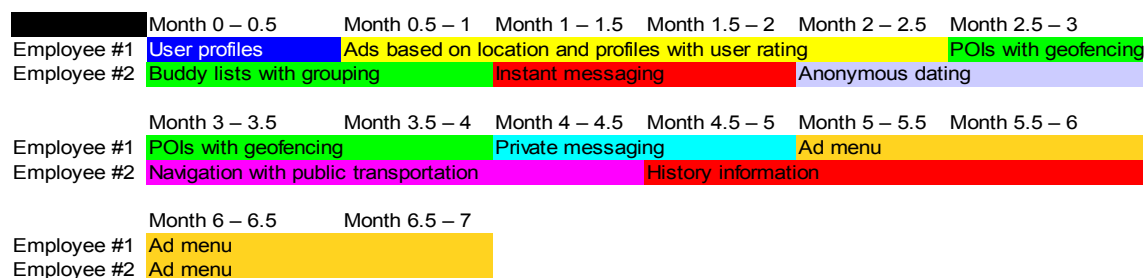 Month 0 – 0.5 Month 0.5 – 1 Month 1 – 1.5 Month 1.5 – 2 Month 2 – 2.5 Month 2.5 – 3
Employee #1 User profiles Ads based on location and profiles with user rating POIs with geofencing
Employee #2 Buddy lists with grouping Instant messaging Anonymous dating
Month 3 – 3.5 Month 3.5 – 4 Month 4 – 4.5 Month 4.5 – 5 Month 5 – 5.5 Month 5.5 – 6
Employee #1 POIs with geofencing Private messaging Ad menu
Employee #2 Navigation with public transportation History information
Month 6 – 6.5 Month 6.5 – 7
Employee #1 Ad menu
Employee #2 Ad menu